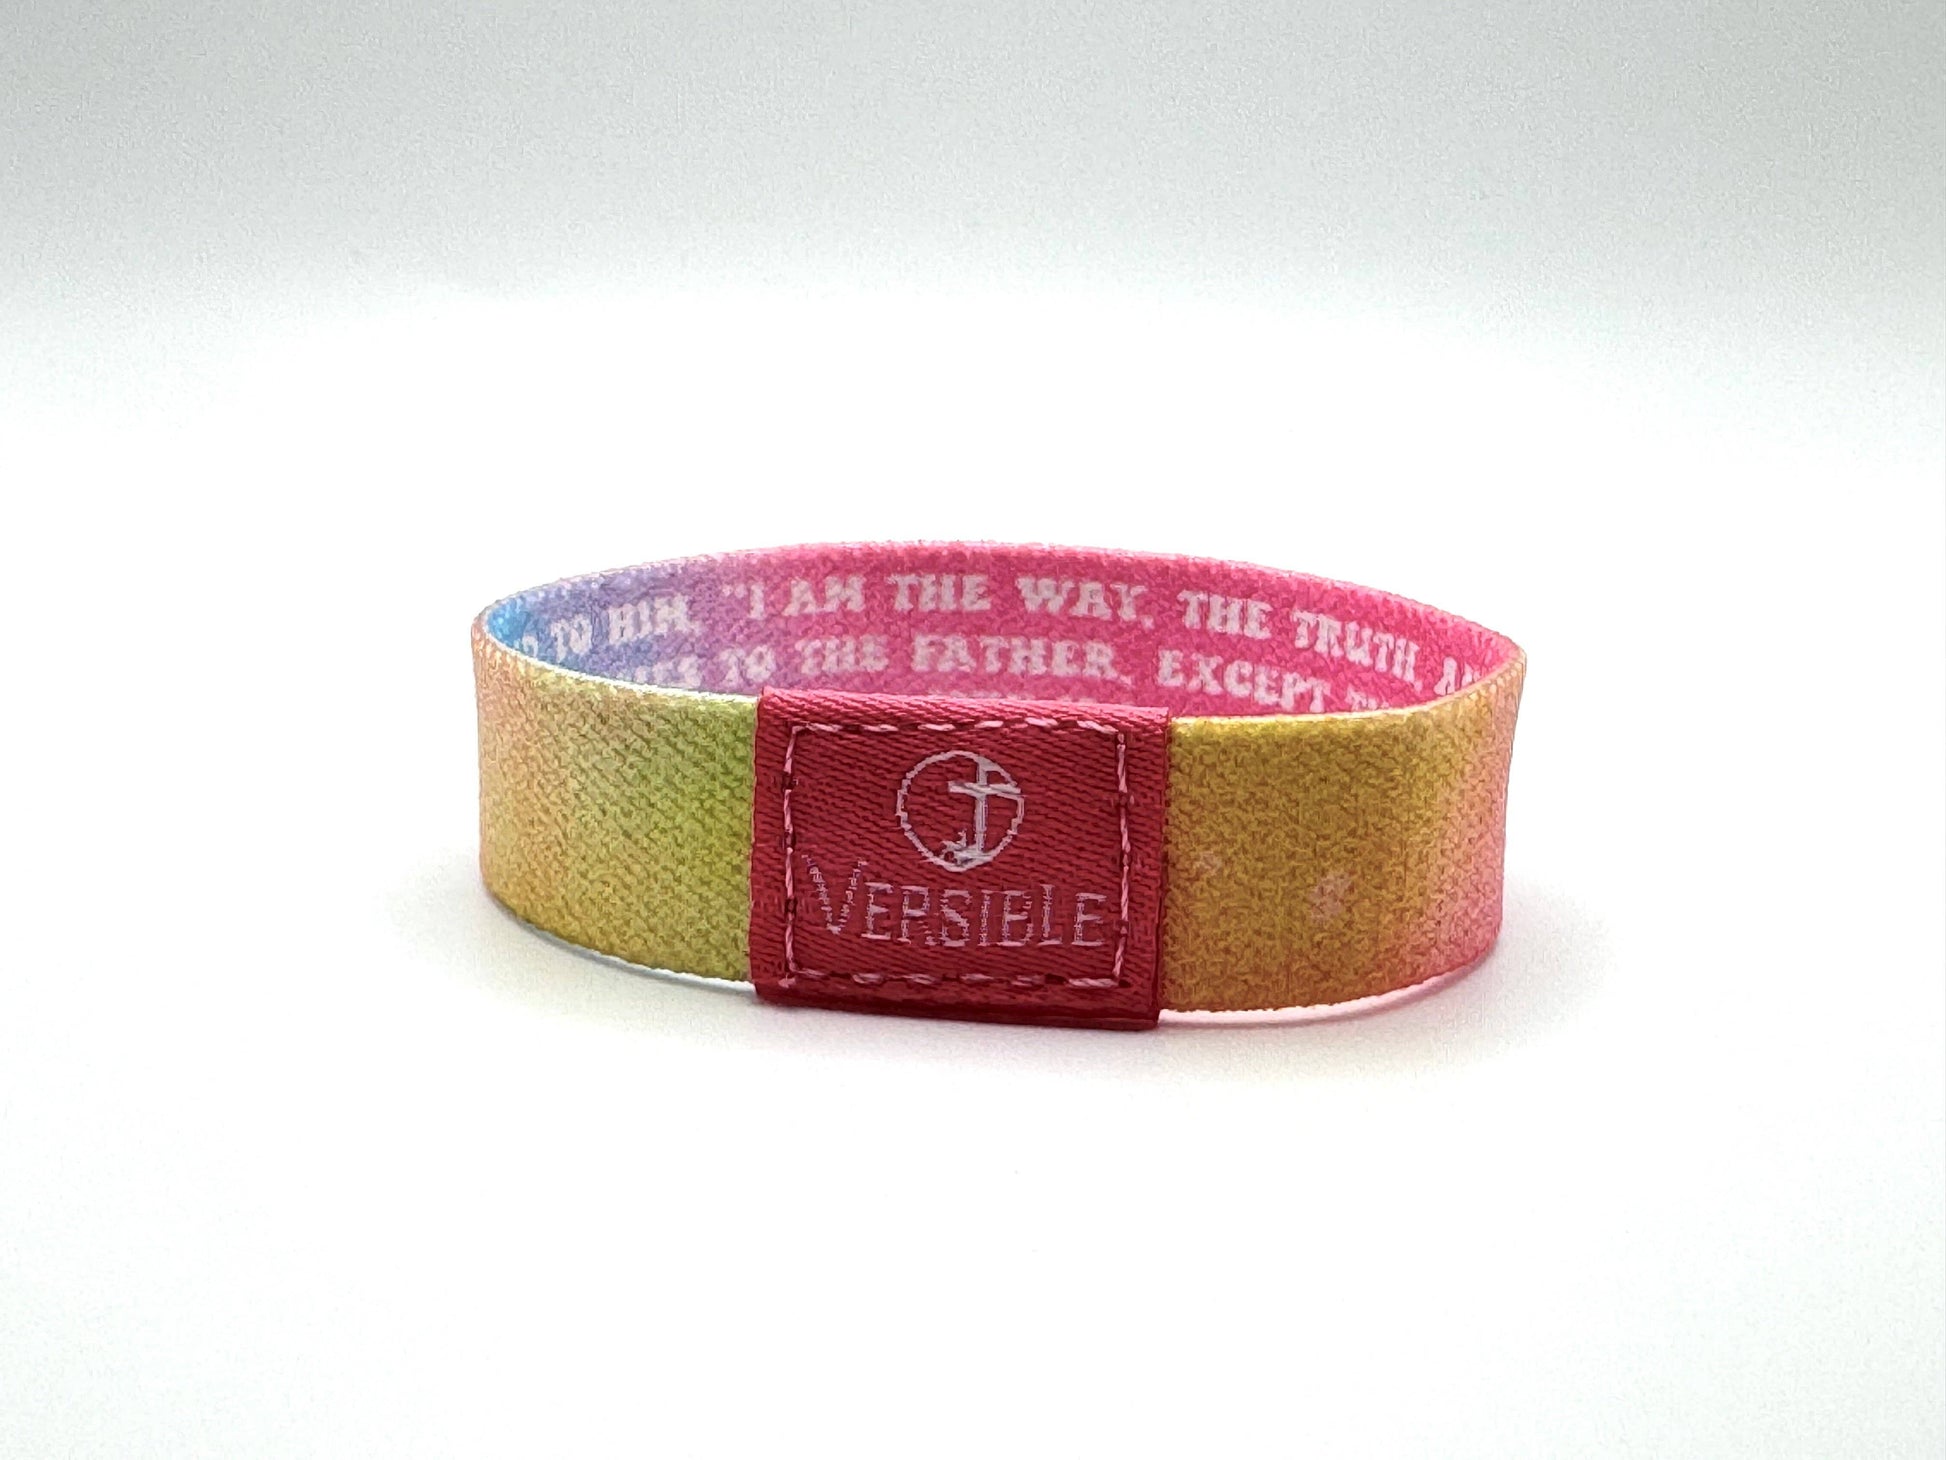 TO HIM, "I AM THE WAY, THE TRUTH, A
TO THE FATHER, EXCEPT
VERSIBLE